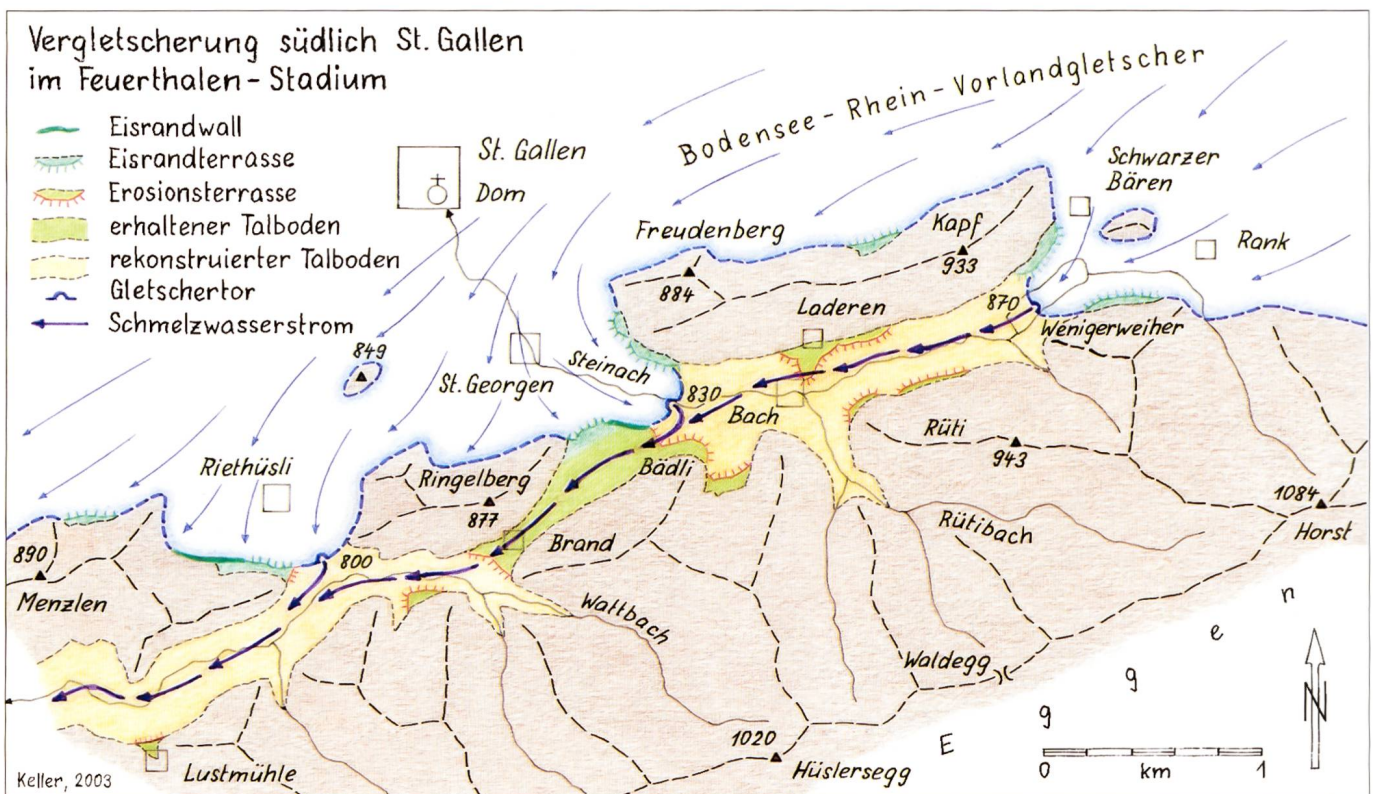 Vergletscherung südlich St. Gallen
im Feuerthalen-Stadium
Eisrandwall
Eisrandterrasse
Erosionsterrasse
erhaltener Talboden
rekonstruierter Talboden
Gletschertor
Schmelzwasserstrom
Bodensee-Rhein-Vorlandgletscher
St. Gallen
Dom
Schwarzer
Bären
Rank
Freudenberg
884
Kapf
933
Laderen
870
Wenigerweiher
849
St. Georgen
Steinach
830
Bach
Rüti
943
Riethüsli
Ringelberg
877
Bädli
Brand
Rütibach
1084
Horst
890
Menzlen
800
Wattbach
Waldegg
Eggen
1020
Hüslersegg
Lustmühle
N
0 km 1
Keller, 2003